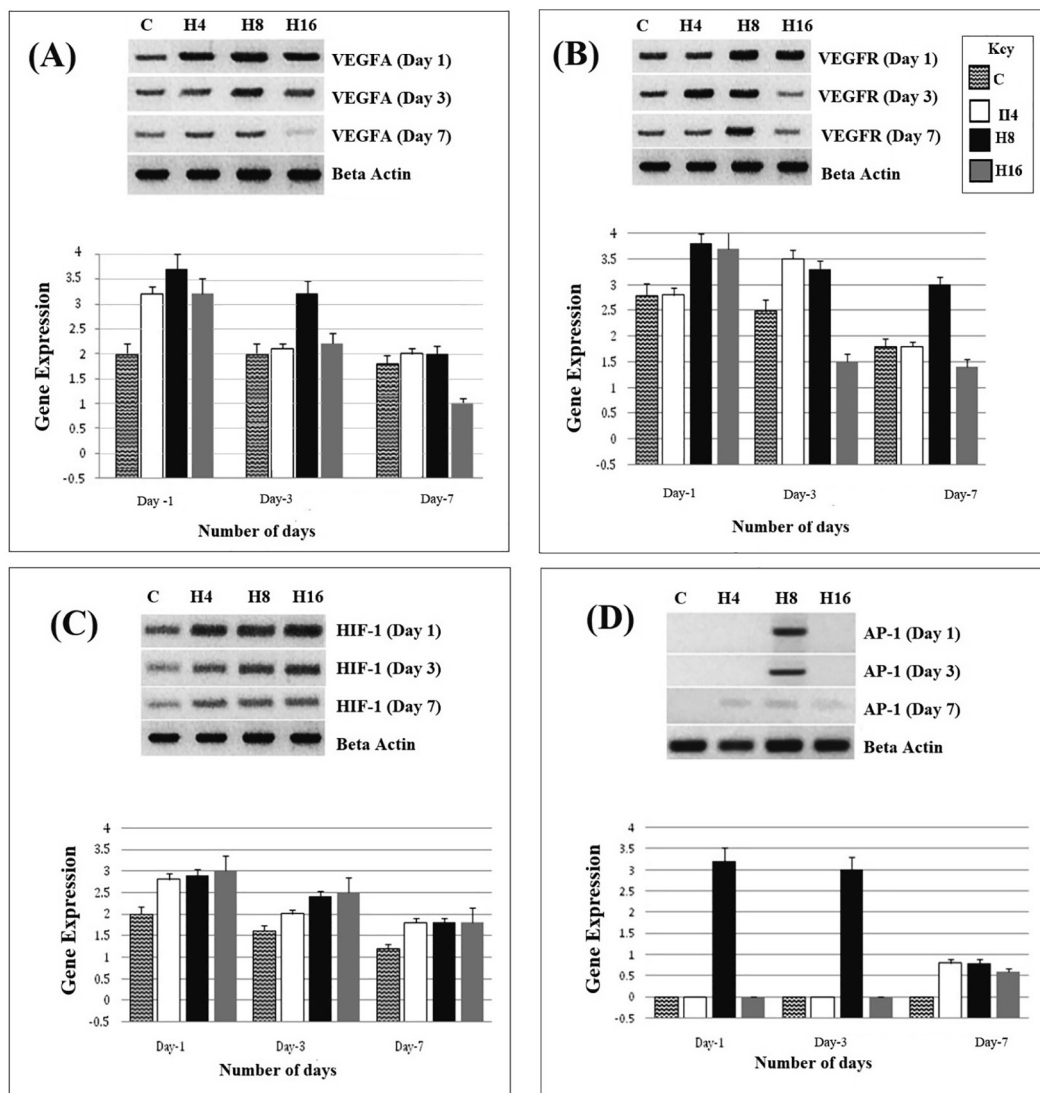 (A)
C H4 H8 H16
VEGFA (Day 1)
VEGFA (Day 3)
VEGFA (Day 7)
Beta Actin
4
3.5
3
2.5
2
1.5
1
0
-0.5
Gene Expression
Day -1 Day-3 Day-7
Number of days
(B)
C H4 H8 H16
VEGFR (Day 1)
VEGFR (Day 3)
VEGFR (Day 7)
Beta Actin
Key
C
H4
H8
H16
4
3.5
3
2.5
2
1.5
1
0
-0.5
Gene Expression
Day-1 Day-3 Day-7
Number of days
(C)
C H4 H8 H16
HIF-1 (Day 1)
HIF-1 (Day 3)
HIF-1 (Day 7)
Beta Actin
4
3.5
3
2.5
2
1.5
1
0
-0.5
Gene Expression
Day-1 Day-3 Day-7
Number of days
(D)
C H4 H8 H16
AP-1 (Day 1)
AP-1 (Day 3)
AP-1 (Day 7)
Beta Actin
4
3.5
3
2.5
2
1.5
1
0.5
0
-0.5
Gene Expression
Day-1 Day-3 Day-7
Number of days